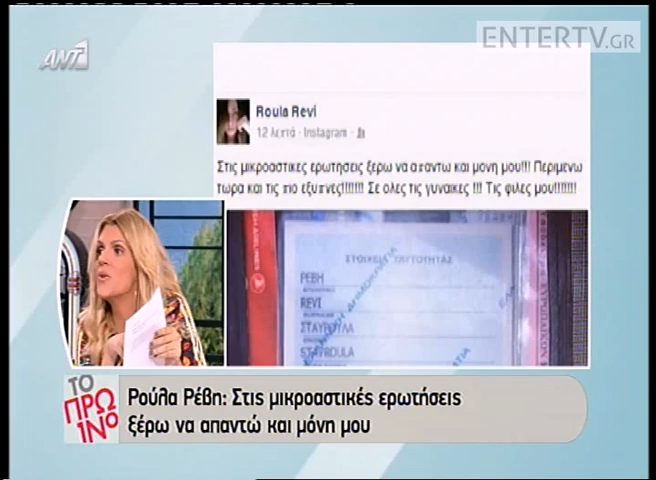 ENTERTV.GR
ANT1
Roula Revi
12 λεπτά · Instagram ·
Στις μικροαστικες ερωτησεις ξερω να απαντω και μονη μου!!! Περιμενω
τωρα και τις πιο εξυπνες!!!!!!! Σε ολες τις γυναικες !!! Τις φιλες μου!!!!!!!
ΣΤΟΙΧΕΙΑ ΤΑΥΤΟΤΗΤΑΣ
ΡΕΒΗ
REVI
ΣΤΑΥΡΟΥΛΑ
STAVROULA
ΤΟ
ΠΡΩ
ΙΝΟ
Ρούλα Ρέβη: Στις μικροαστικές ερωτήσεις
ξέρω να απαντώ και μόνη μου